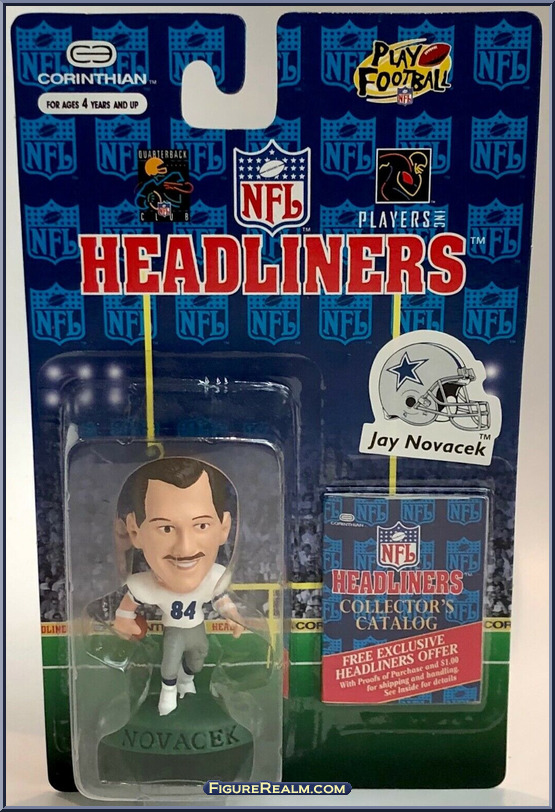 CORINTHIAN™
FOR AGES 4 YEARS AND UP
PLAY
FOOTBALL
NFL
QUARTERBACK
CLUB
NFL
PLAYERS INC
HEADLINERS™
Jay Novacek™
84
NOVACEK
CORINTHIAN
NFL
HEADLINERS™
COLLECTOR'S
CATALOG
FREE EXCLUSIVE
HEADLINERS OFFER
With Proofs of Purchase and $1.00
for shipping and handling.
See Inside for details
FIGUREREALM.COM